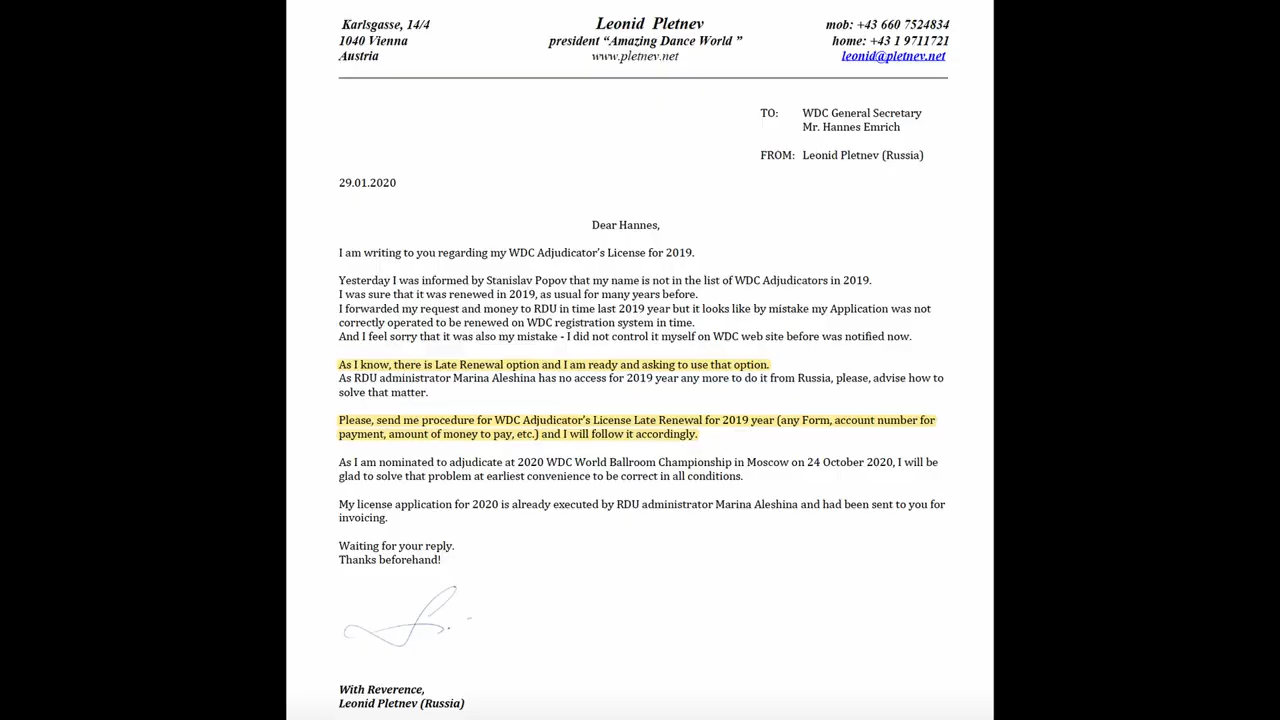 Karlsgasse, 14/4
1040 Vienna
Austria
Leonid Pletnev
president “Amazing Dance World ”
www.pletnev.net
mob: +43 660 7524834
home: +43 1 9711721
leonid@pletnev.net
TO: WDC General Secretary
Mr. Hannes Emrich
FROM: Leonid Pletnev (Russia)
29.01.2020
Dear Hannes,
I am writing to you regarding my WDC Adjudicator’s License for 2019.
Yesterday I was informed by Stanislav Popov that my name is not in the list of WDC Adjudicators in 2019.
I was sure that it was renewed in 2019, as usual for many years before.
I forwarded my request and money to RDU in time last 2019 year but it looks like by mistake my Application was not
correctly operated to be renewed on WDC registration system in time.
And I feel sorry that it was also my mistake - I did not control it myself on WDC web site before was notified now.
As I know, there is Late Renewal option and I am ready and asking to use that option.
As RDU administrator Marina Aleshina has no access for 2019 year any more to do it from Russia, please, advise how to
solve that matter.
Please, send me procedure for WDC Adjudicator’s License Late Renewal for 2019 year (any Form, account number for
payment, amount of money to pay, etc.) and I will follow it accordingly.
As I am nominated to adjudicate at 2020 WDC World Ballroom Championship in Moscow on 24 October 2020, I will be
glad to solve that problem at earliest convenience to be correct in all conditions.
My license application for 2020 is already executed by RDU administrator Marina Aleshina and had been sent to you for
invoicing.
Waiting for your reply.
Thanks beforehand!
With Reverence,
Leonid Pletnev (Russia)